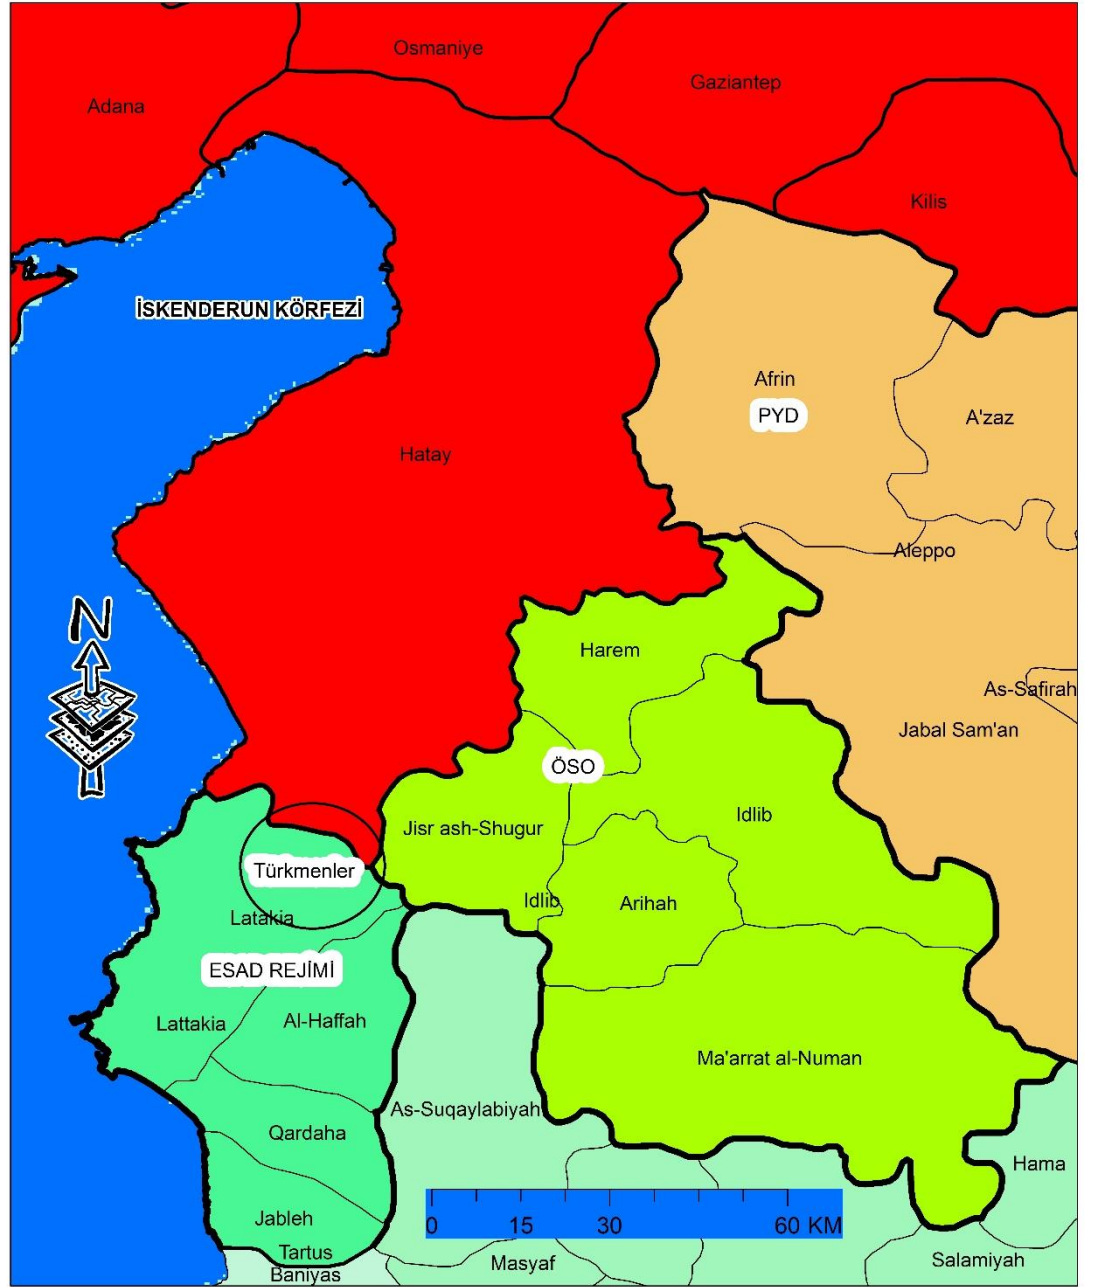 Osmaniye
Gaziantep
Adana
Kilis
İSKENDERUN KÖRFEZİ
Afrin
PYD
A'zaz
Hatay
Aleppo
N
Harem
As-Safirah
Jabal Sam'an
ÖSO
Jisr ash-Shugur
Idlib
Türkmenler
Idlib
Arihah
Latakia
ESAD REJİMİ
Lattakia
Al-Haffah
Ma'arrat al-Numan
As-Suqaylabiyah
Qardaha
Hama
Jableh
0 15 30 60 KM
Tartus
Masyaf
Salamiyah
Baniyas